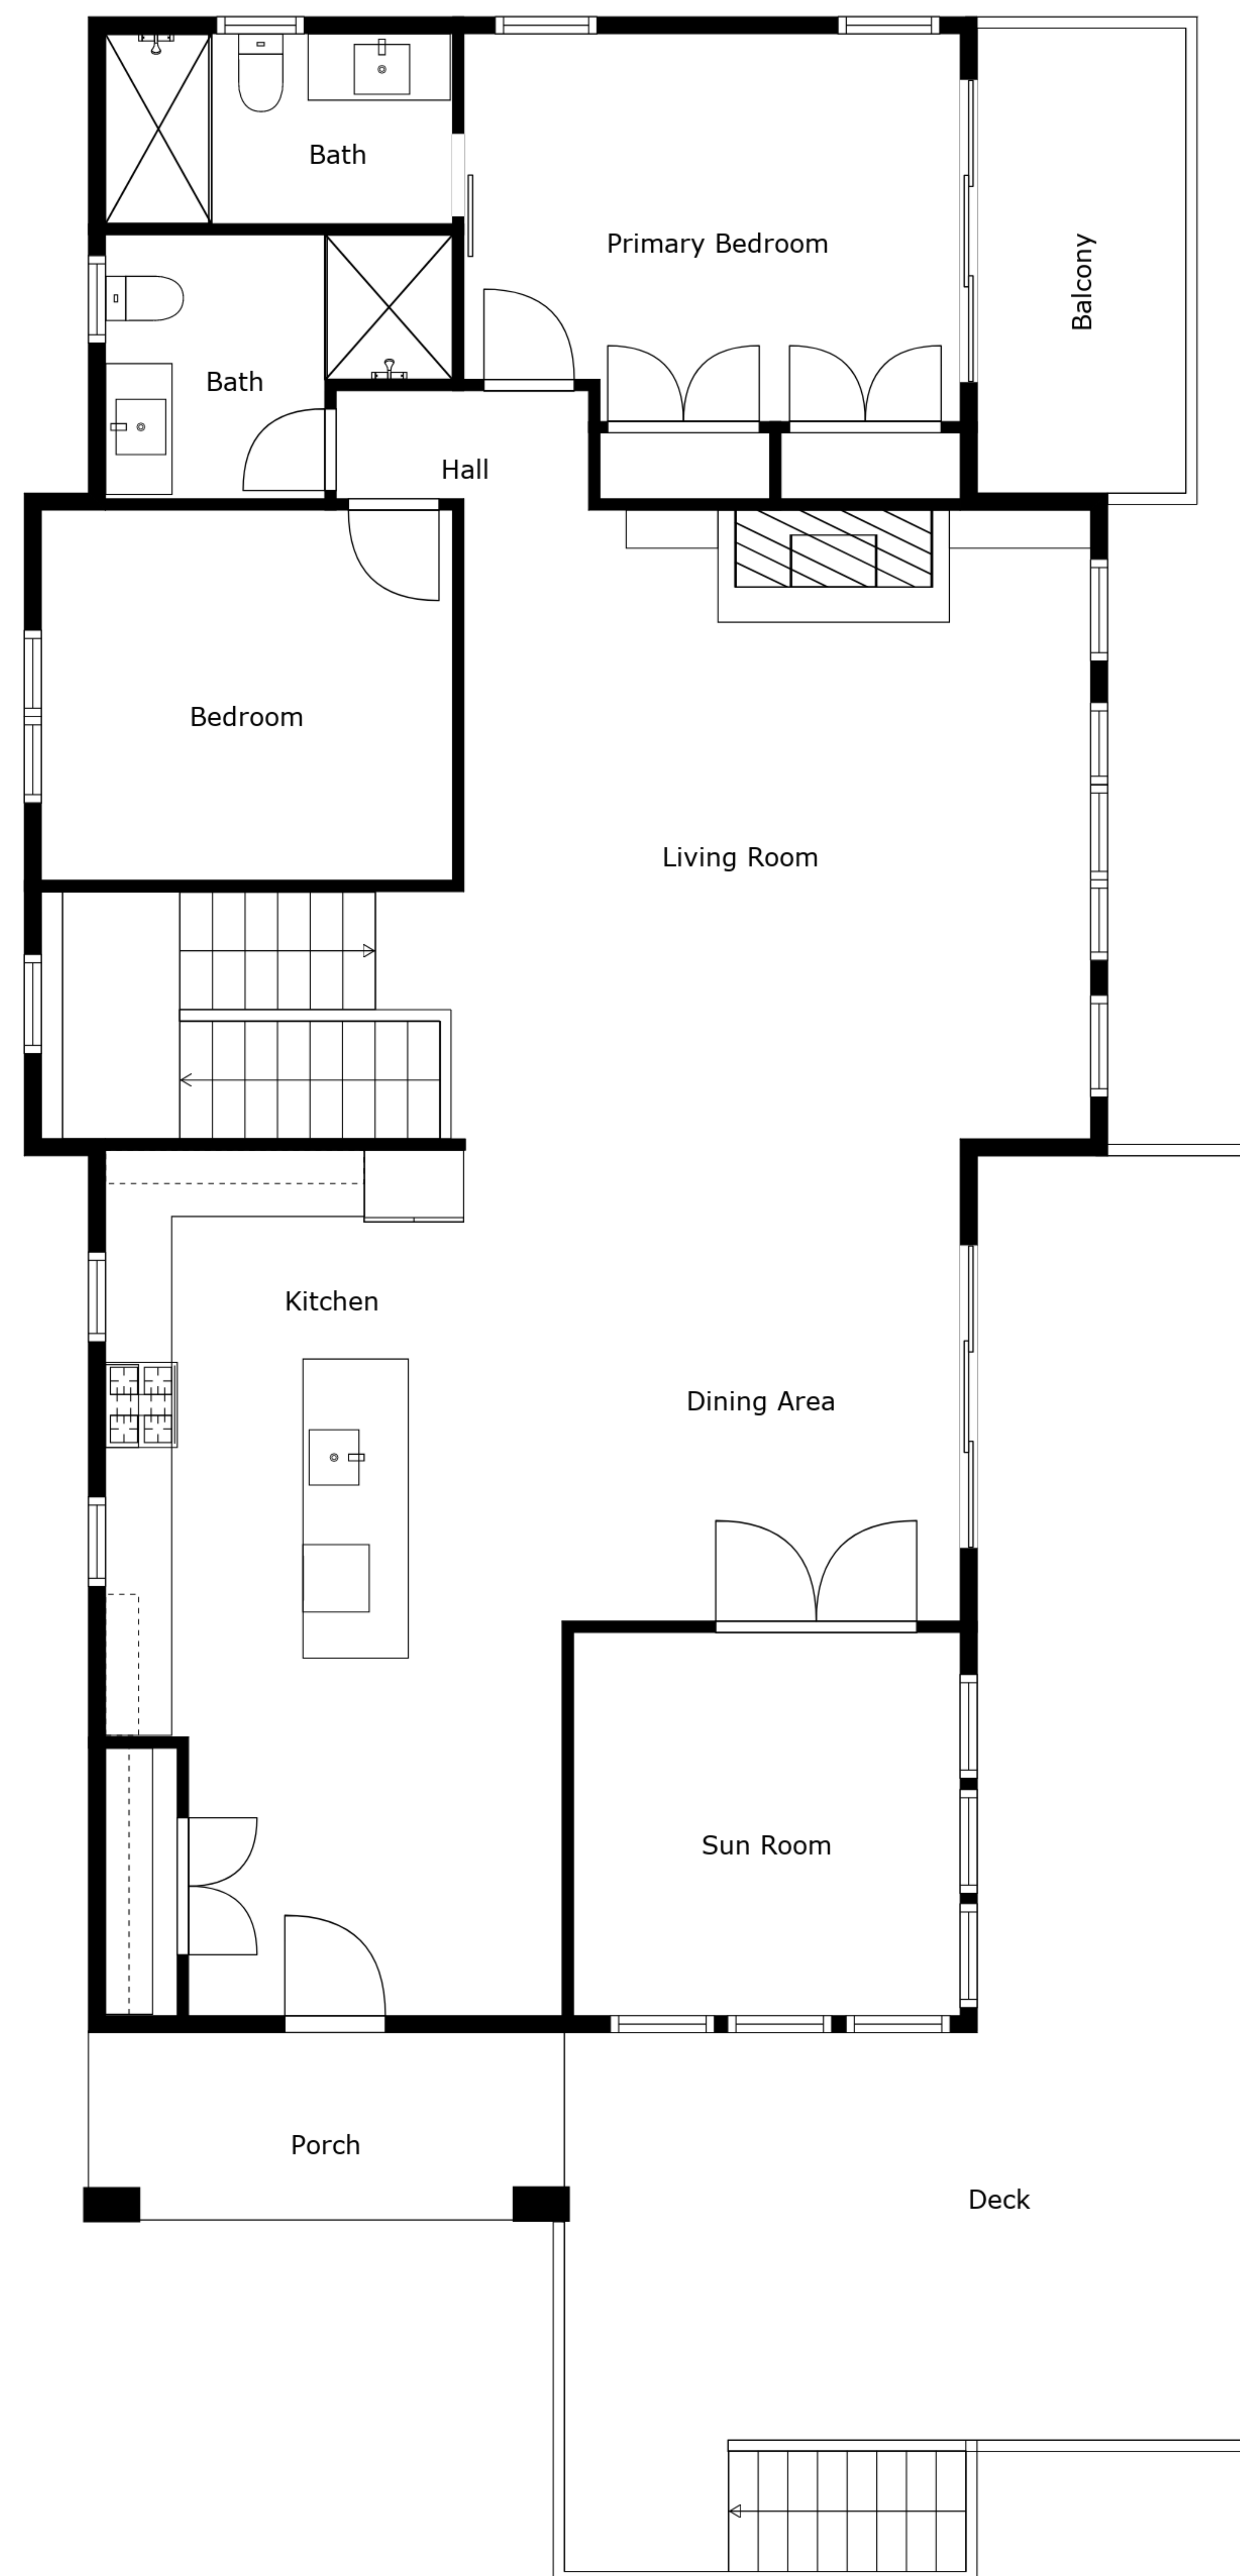 Bath
Primary Bedroom
Balcony
Bath
Hall
Bedroom
Living Room
Kitchen
Dining Area
Sun Room
Porch
Deck